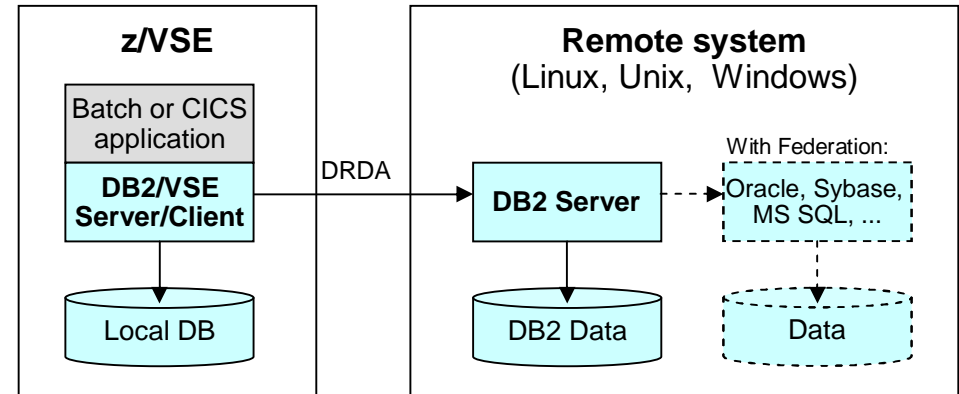 z/VSE
Batch or CICS
application
DB2/VSE
Server/Client
Local DB
DRDA
Remote system
(Linux, Unix, Windows)
DB2 Server
DB2 Data
With Federation:
Oracle, Sybase,
MS SQL, ...
Data